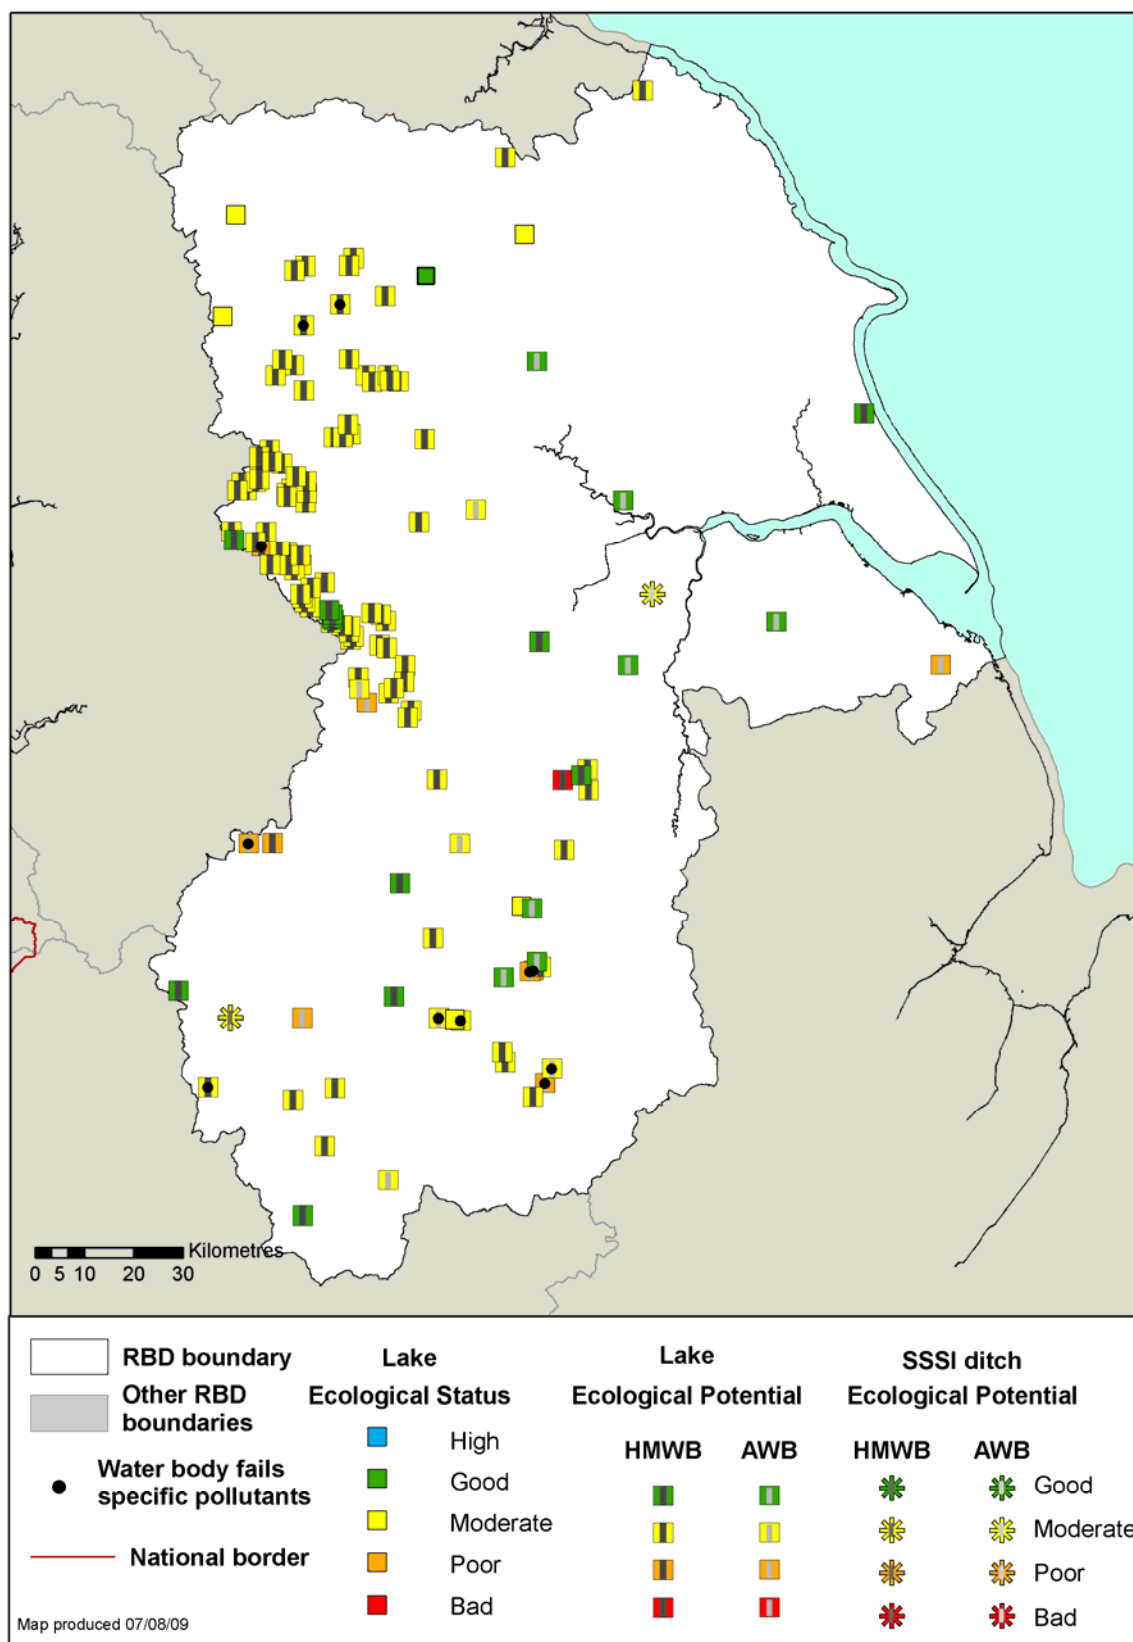 Kilometres
0 5 10 20 30
RBD boundary
Other RBD
boundaries
Water body fails
specific pollutants
National border
Map produced 07/08/09
Lake
Ecological Status
High
Good
Moderate
Poor
Bad
Lake
Ecological Potential
HMWB AWB
SSSI ditch
Ecological Potential
HMWB AWB
Good
Moderate
Poor
Bad